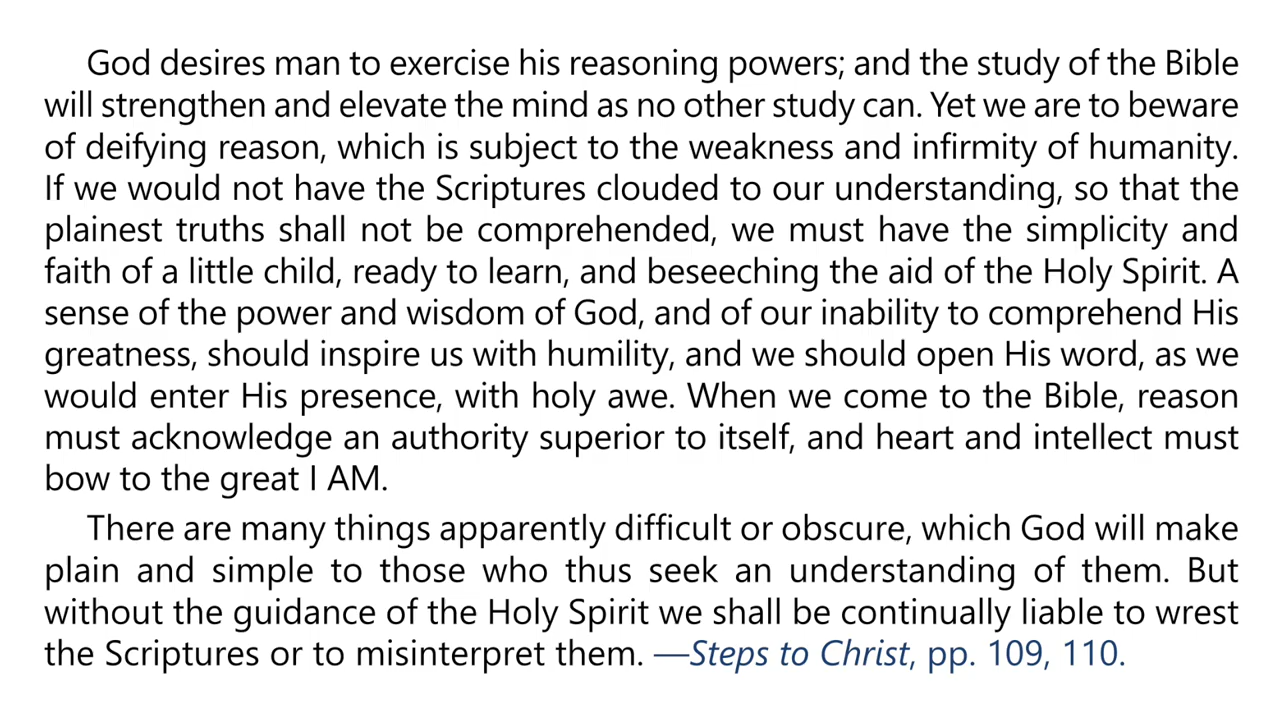 God desires man to exercise his reasoning powers; and the study of the Bible
will strengthen and elevate the mind as no other study can. Yet we are to beware
of deifying reason, which is subject to the weakness and infirmity of humanity.
If we would not have the Scriptures clouded to our understanding, so that the
plainest truths shall not be comprehended, we must have the simplicity and
faith of a little child, ready to learn, and beseeching the aid of the Holy Spirit. A
sense of the power and wisdom of God, and of our inability to comprehend His
greatness, should inspire us with humility, and we should open His word, as we
would enter His presence, with holy awe. When we come to the Bible, reason
must acknowledge an authority superior to itself, and heart and intellect must
bow to the great I AM.
There are many things apparently difficult or obscure, which God will make
plain and simple to those who thus seek an understanding of them. But
without the guidance of the Holy Spirit we shall be continually liable to wrest
the Scriptures or to misinterpret them. —Steps to Christ, pp. 109, 110.